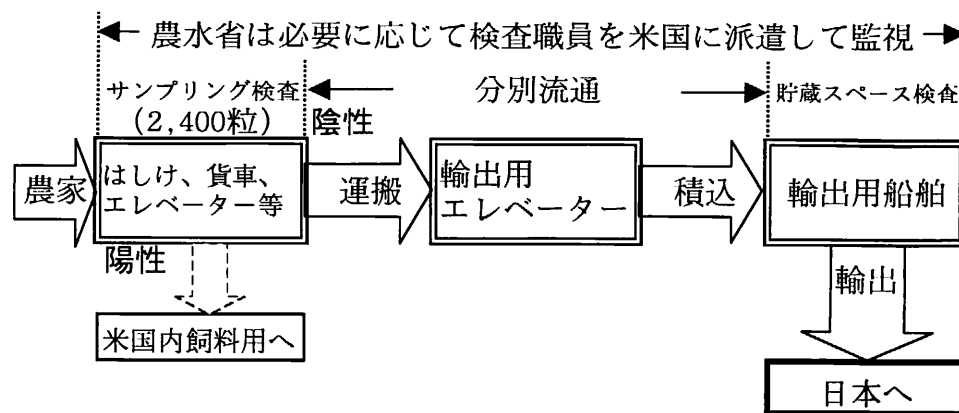 農水省は必要に応じて検査職員を米国に派遣して監視
サンプリング検査
(2,400粒)
陰性
分別流通
貯蔵スペース検査
農家
はしけ、貨車、
エレベーター等
運搬
輸出用
エレベーター
積込
輸出用船舶
陽性
輸出
米国内飼料用へ
日本へ